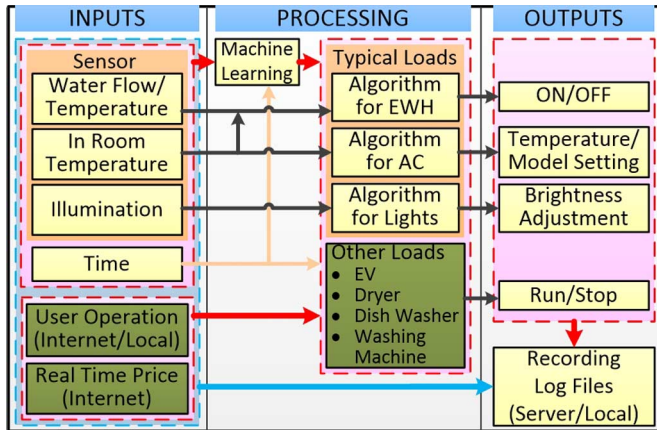 INPUTS
PROCESSING
OUTPUTS
Sensor
Water Flow/
Temperature
In Room
Temperature
Illumination
Time
User Operation
(Internet/Local)
Real Time Price
(Internet)
Machine
Learning
Typical Loads
Algorithm
for EWH
Algorithm
for AC
Algorithm
for Lights
Other Loads
● EV
● Dryer
● Dish Washer
● Washing
Machine
ON/OFF
Temperature/
Model Setting
Brightness
Adjustment
Run/Stop
Recording
Log Files
(Server/Local)